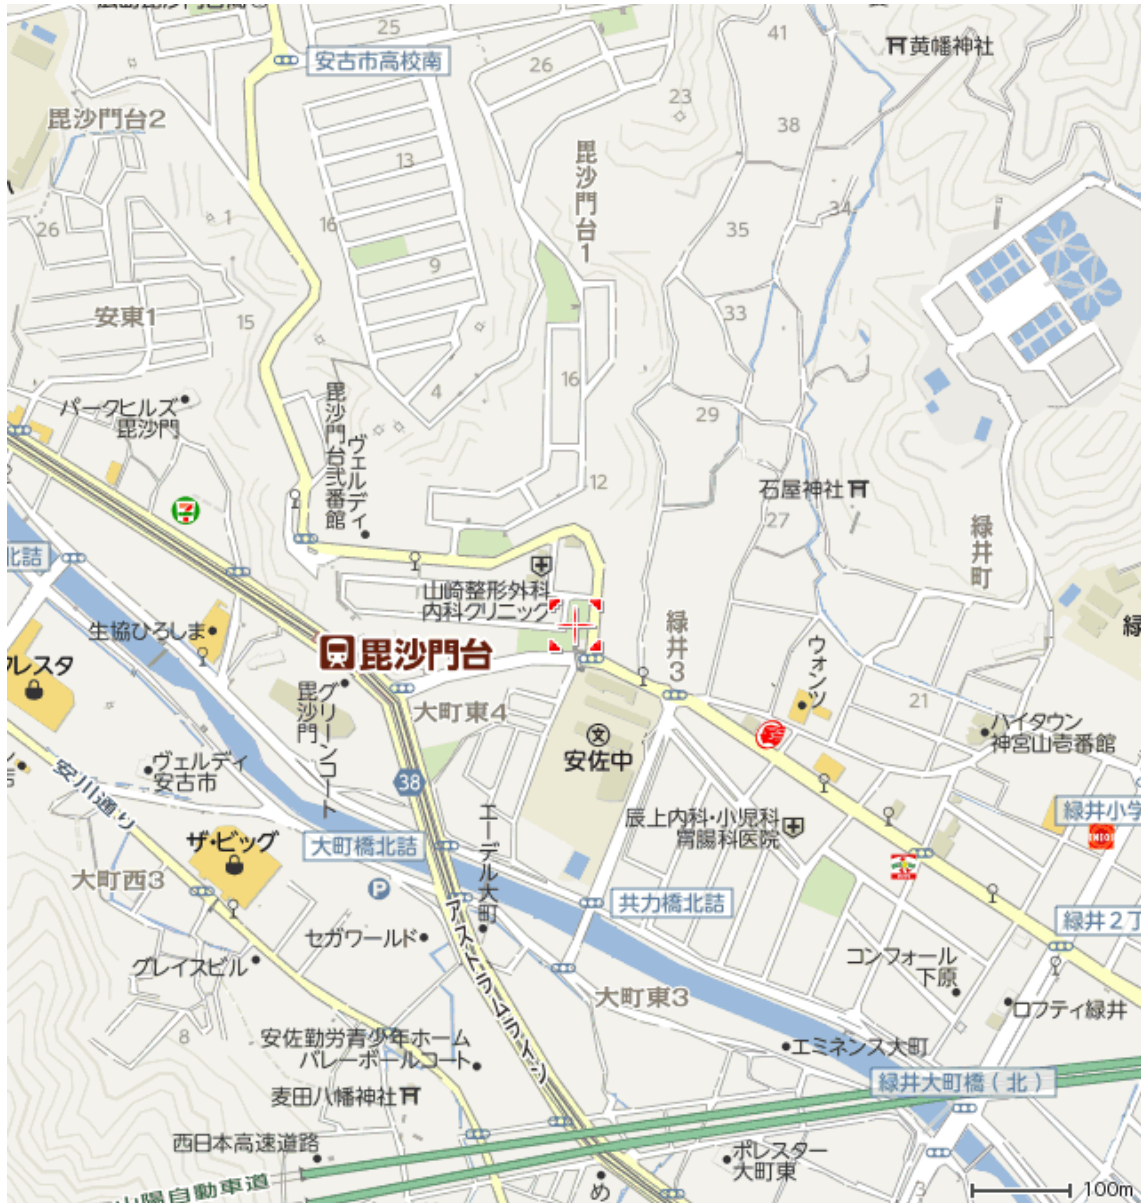 25
41
黄幡神社
安古市高校南
26
23
毘沙門台2
38
13
毘沙門台1
1
16
34
26
35
9
33
安東1
15
16
4
29
パークヒルズ
毘沙門
ヴェルディ
毘沙門台弐番館
12
石屋神社
27
緑井町
北詰
山崎整形外科
内科クリニック
緑井3
生協ひろしま
毘沙門台
クレスタ
ウォンツ
21
グリーンコート
毘沙門
大町東4
ハイタウン
神宮山壱番館
文
安佐中
ヴェルディ
安古市
38
安川通り
エーデル大町
辰上内科・小児科
胃腸科医院
緑井小学
ザ・ビッグ
大町橋北詰
大町西3
P
共力橋北詰
緑井2丁
セガワールド
アストラムライン
コンフォール
下原
グレイスビル
大町東3
ロフティ緑井
8
安佐勤労青少年ホーム
バレーボールコート
エミネンス大町
緑井大町橋(北)
麦田八幡神社
西日本高速道路
ポレスター
大町東
山陽自動車道
め
3
100m